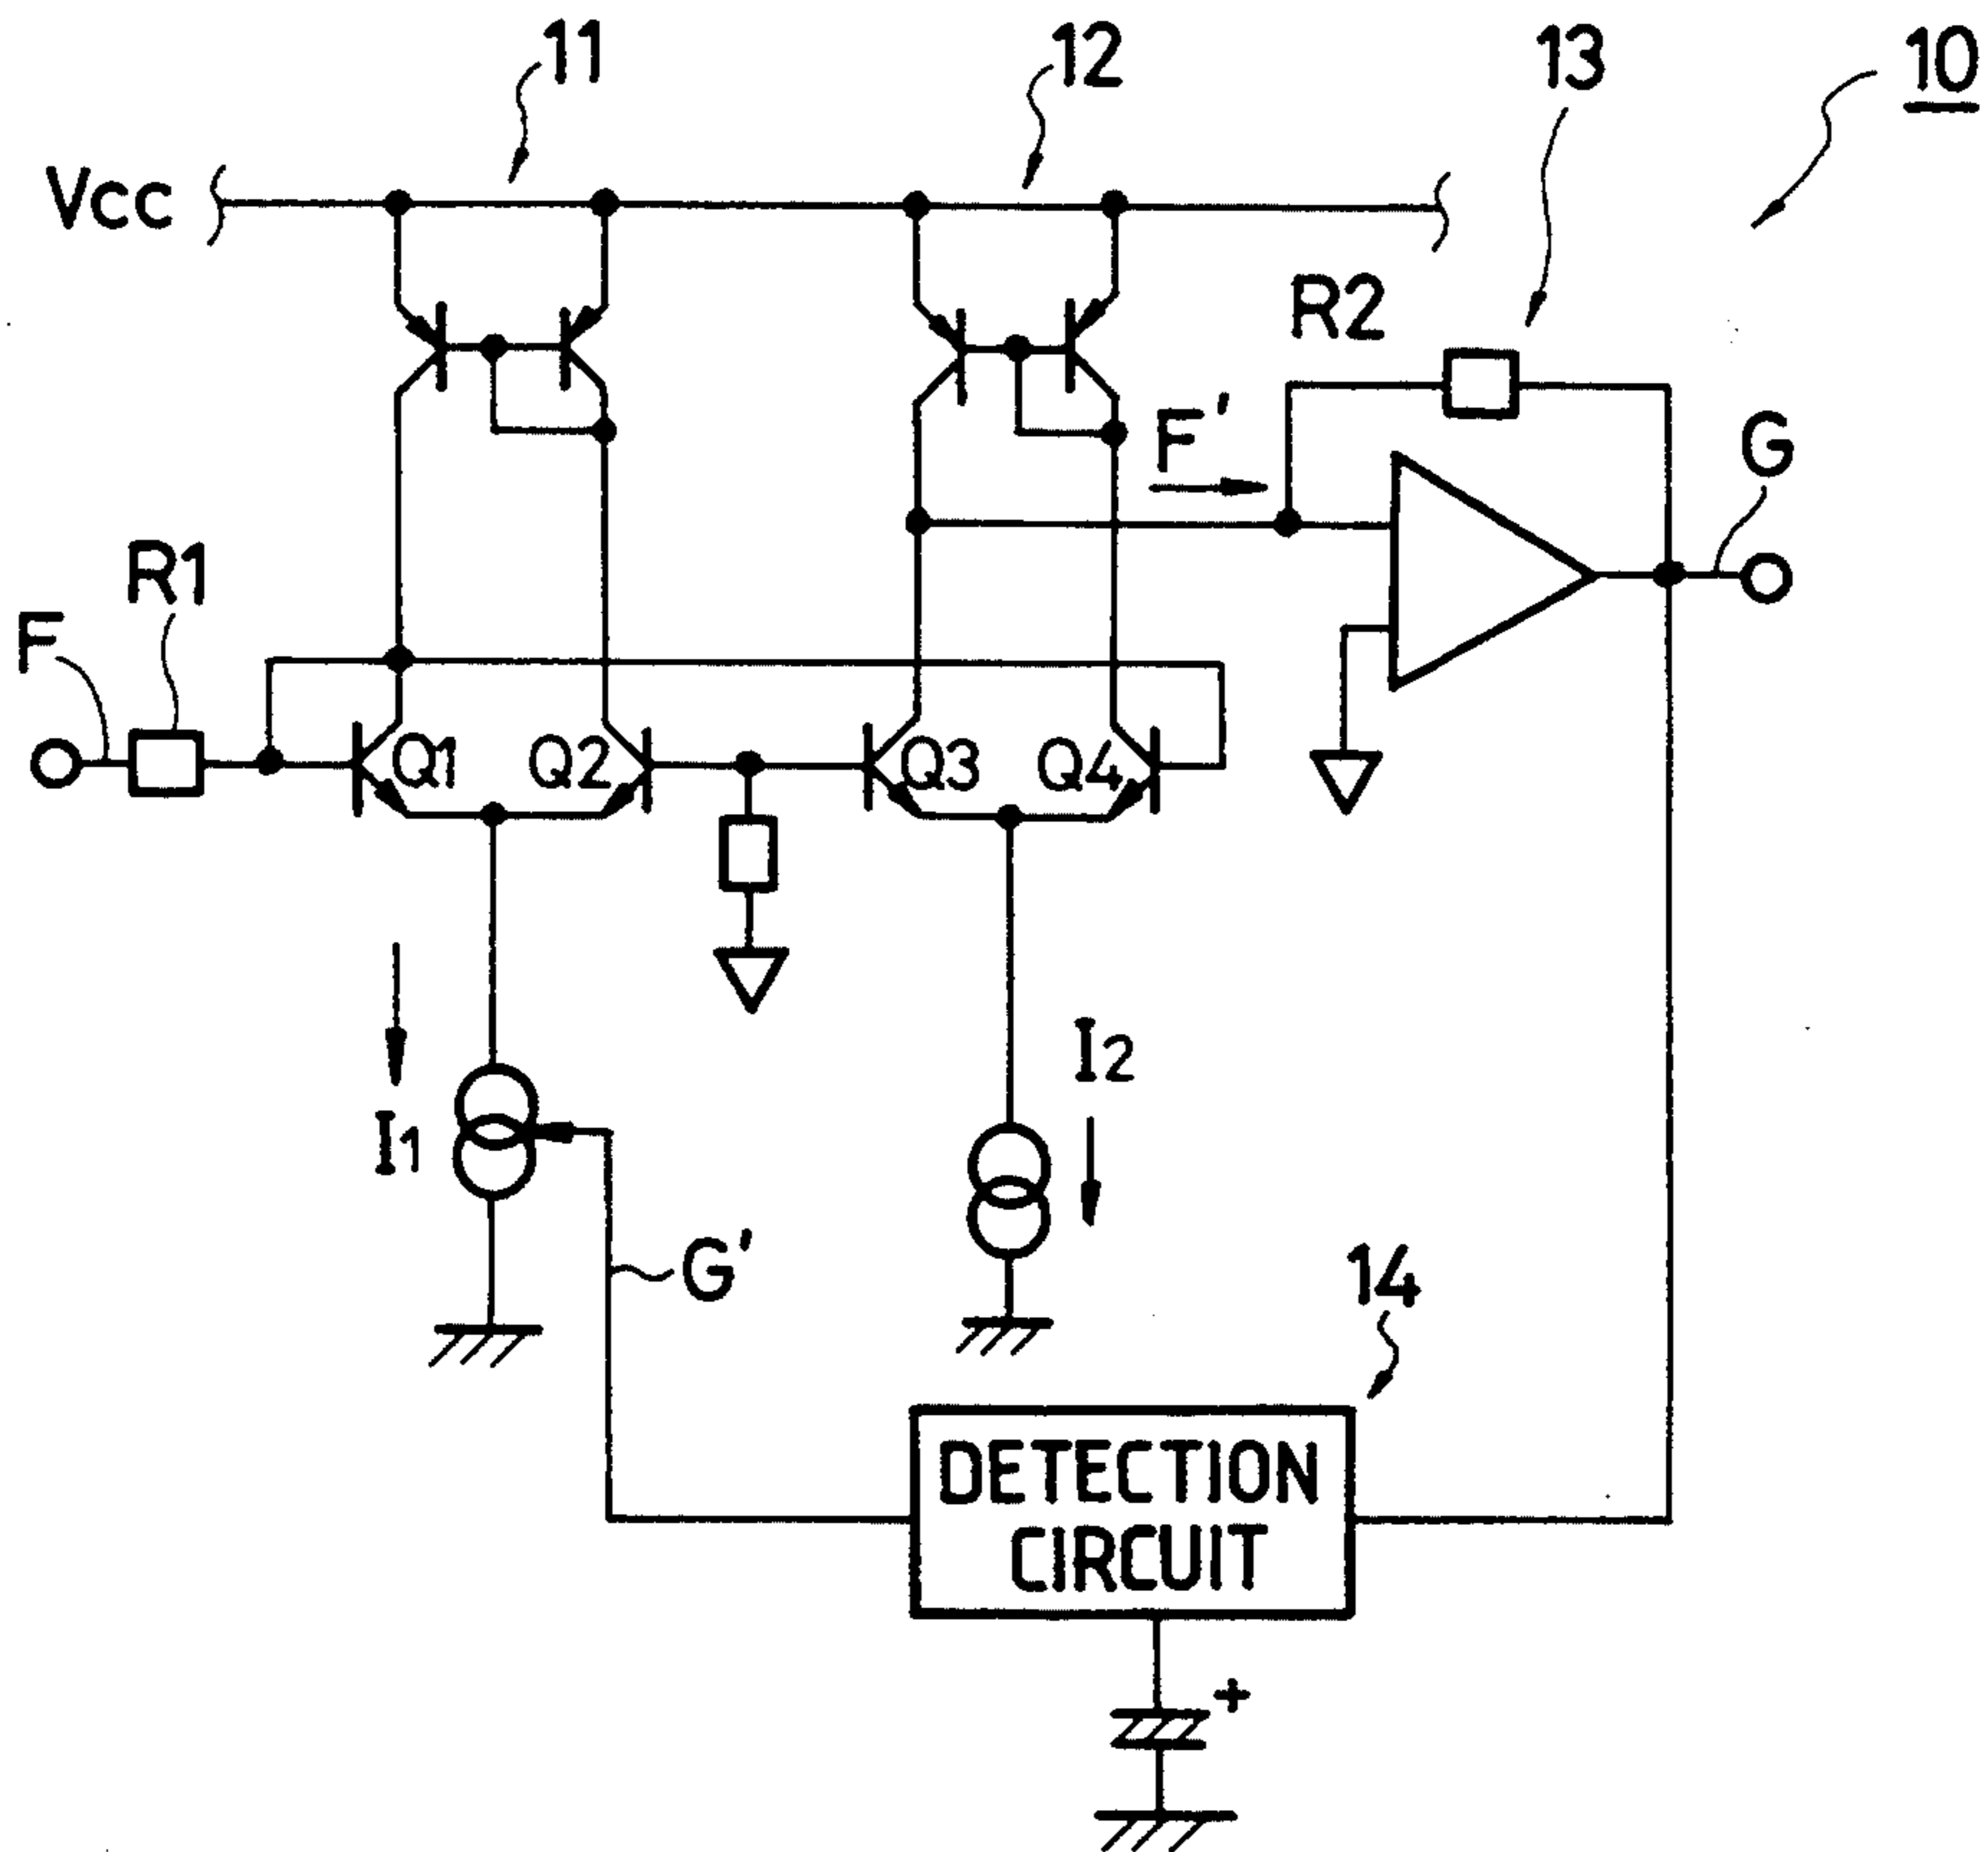 11
12
13
10
Vcc
R2
F'
G
R1
F
Q1
Q2
Q3
Q4
I1
I2
G'
14
DETECTION
CIRCUIT
+